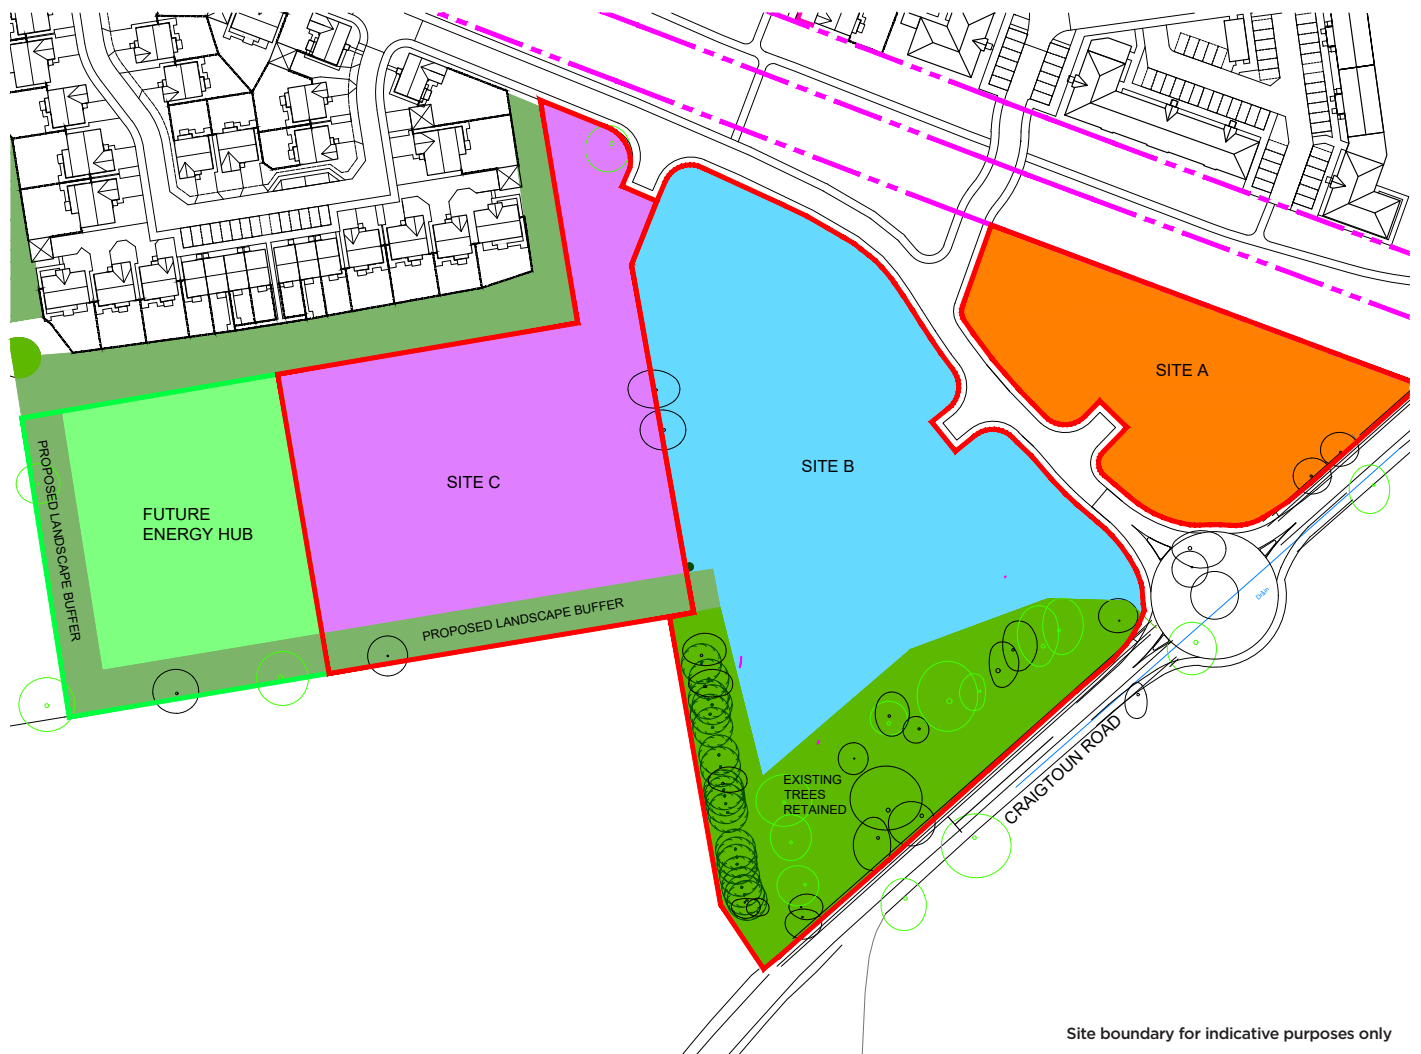 SITE A
SITE B
SITE C
FUTURE
ENERGY HUB
PROPOSED LANDSCAPE BUFFER
PROPOSED LANDSCAPE BUFFER
Drain
EXISTING
TREES
RETAINED
CRAIGTOUN ROAD
Site boundary for indicative purposes only